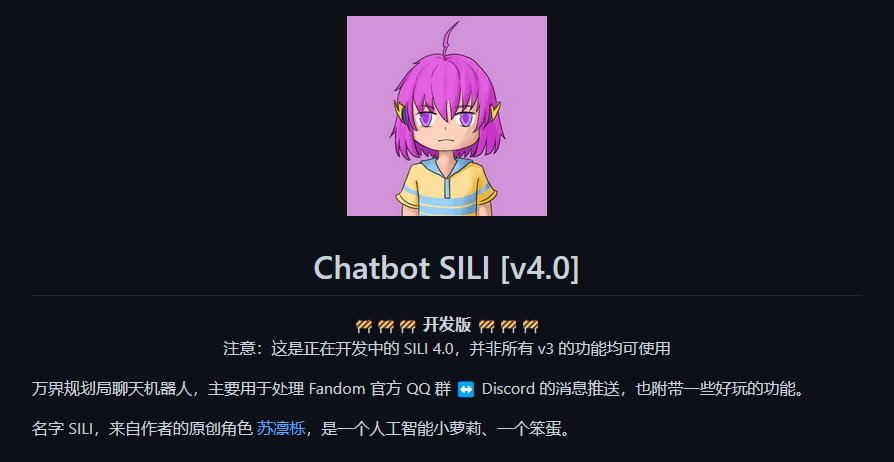 Chatbot SILI [v4.0]
🚧 🚧 🚧 开发版 🚧 🚧 🚧
注意：这是正在开发中的 SILI 4.0，并非所有 v3 的功能均可使用
万界规划局聊天机器人，主要用于处理 Fandom 官方 QQ 群 ↔️ Discord 的消息推送，也附带一些好玩的功能。
名字 SILI，来自作者的原创角色 苏凛栎，是一个人工智能小萝莉、一个笨蛋。